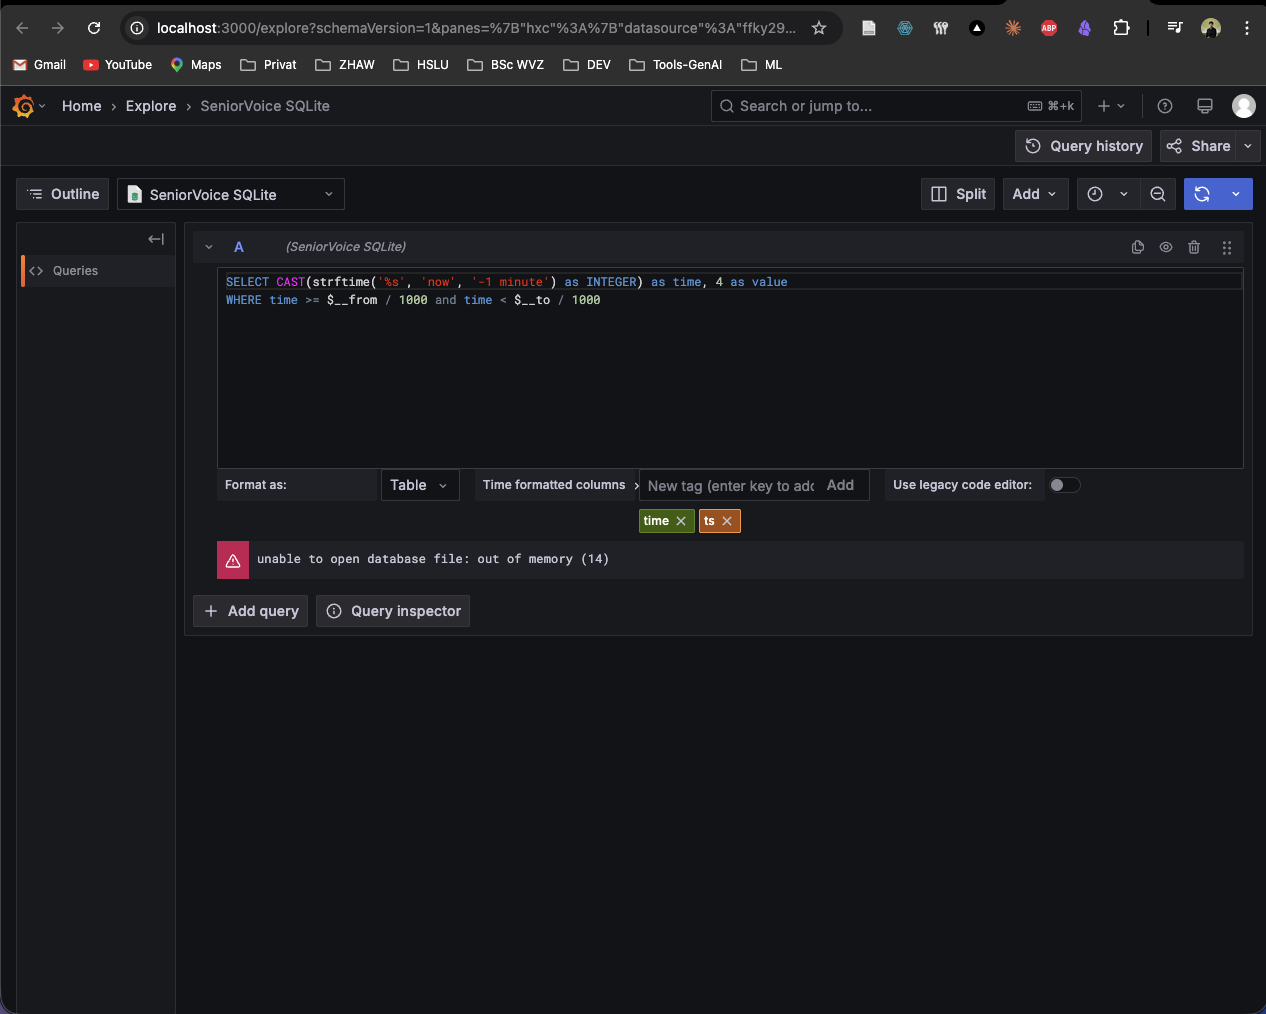 localhost:3000/explore?schemaVersion=1&panes=%7B"hxc"%3A%7B"datasource"%3A"ffky29...
ABP
Gmail YouTube Maps Privat ZHAW HSLU BSc WVZ DEV Tools-GenAI ML
Home › Explore › SeniorVoice SQLite
Search or jump to... ⌘+k
Query history Share
Outline SeniorVoice SQLite Split Add
A (SeniorVoice SQLite)
Queries
SELECT CAST(strftime('%s', 'now', '-1 minute') as INTEGER) as time, 4 as value
WHERE time >= $__from / 1000 and time < $__to / 1000
Format as: Table Time formatted columns New tag (enter key to add Add Use legacy code editor:
time ts
unable to open database file: out of memory (14)
Add query Query inspector